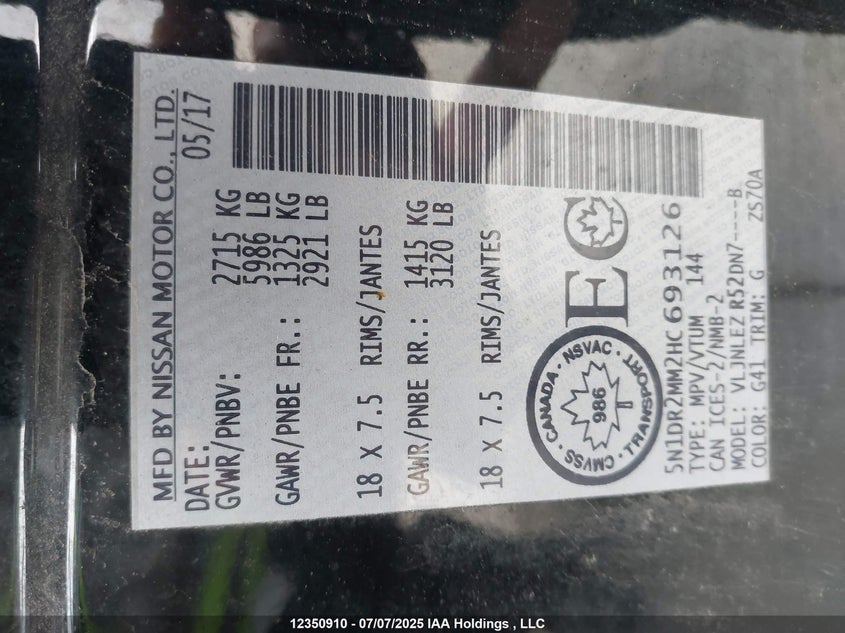 MFD BY NISSAN MOTOR CO., LTD.
DATE: 05/17
GVWR/PNBV: 2715 KG
5986 LB
GAWR/PNBE FR.: 1325 KG
2921 LB
18 X 7.5 RIMS/JANTES
GAWR/PNBE RR.: 1415 KG
3120 LB
18 X 7.5 RIMS/JANTES
CANADA · NSVAC · TRANSPORT · CMVSS ·
986
EC
5N1DR2MM2HC693126
TYPE: MPV/VTUM 144
CAN ICES-2/NMB-2
MODEL: VLJNLEZ R52DN7----B
COLOR: G41 TRIM: G ZS70A
12350910 - 07/07/2025 IAA Holdings , LLC